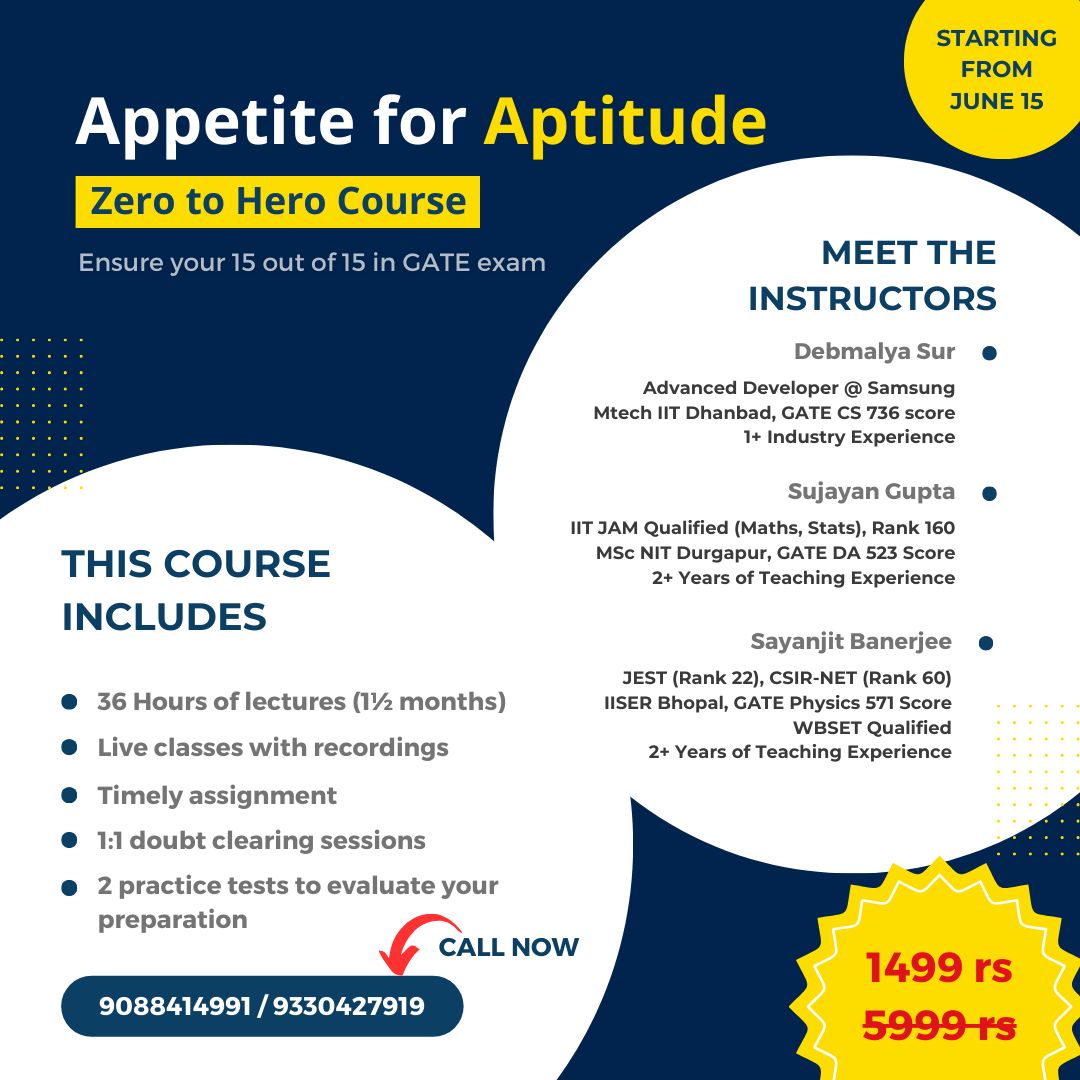 STARTING
FROM
JUNE 15
Appetite for Aptitude
Zero to Hero Course
Ensure your 15 out of 15 in GATE exam
MEET THE
INSTRUCTORS
Debmalya Sur
Advanced Developer @ Samsung
Mtech IIT Dhanbad, GATE CS 736 score
1+ Industry Experience
Sujayan Gupta
IIT JAM Qualified (Maths, Stats), Rank 160
MSc NIT Durgapur, GATE DA 523 Score
2+ Years of Teaching Experience
Sayanjit Banerjee
JEST (Rank 22), CSIR-NET (Rank 60)
IISER Bhopal, GATE Physics 571 Score
WBSET Qualified
2+ Years of Teaching Experience
THIS COURSE
INCLUDES
36 Hours of lectures (1½ months)
Live classes with recordings
Timely assignment
1:1 doubt clearing sessions
2 practice tests to evaluate your
preparation
CALL NOW
9088414991 / 9330427919
1499 rs
5999 rs